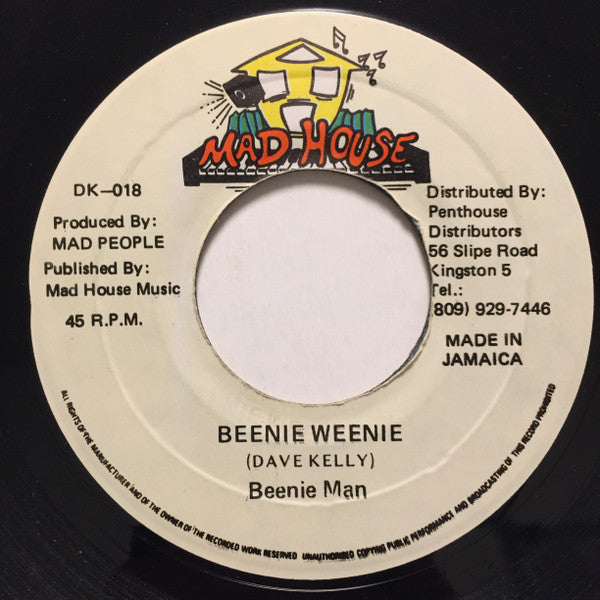 MAD HOUSE
DK-018
Produced By:
MAD PEOPLE
Published By:
Mad House Music
45 R.P.M.
Distributed By:
Penthouse
Distributors
56 Slipe Road
Kingston 5
Tel.:
(809) 929-7446
MADE IN
JAMAICA
BEENIE WEENIE
(DAVE KELLY)
Beenie Man
ALL RIGHTS OF THE MANUFACTURER AND OF THE OWNER OF THE RECORDED WORK RESERVED UNAUTHORISED COPYING PUBLIC PERFORMANCE AND BROADCASTING OF THIS RECORD PROHIBITED